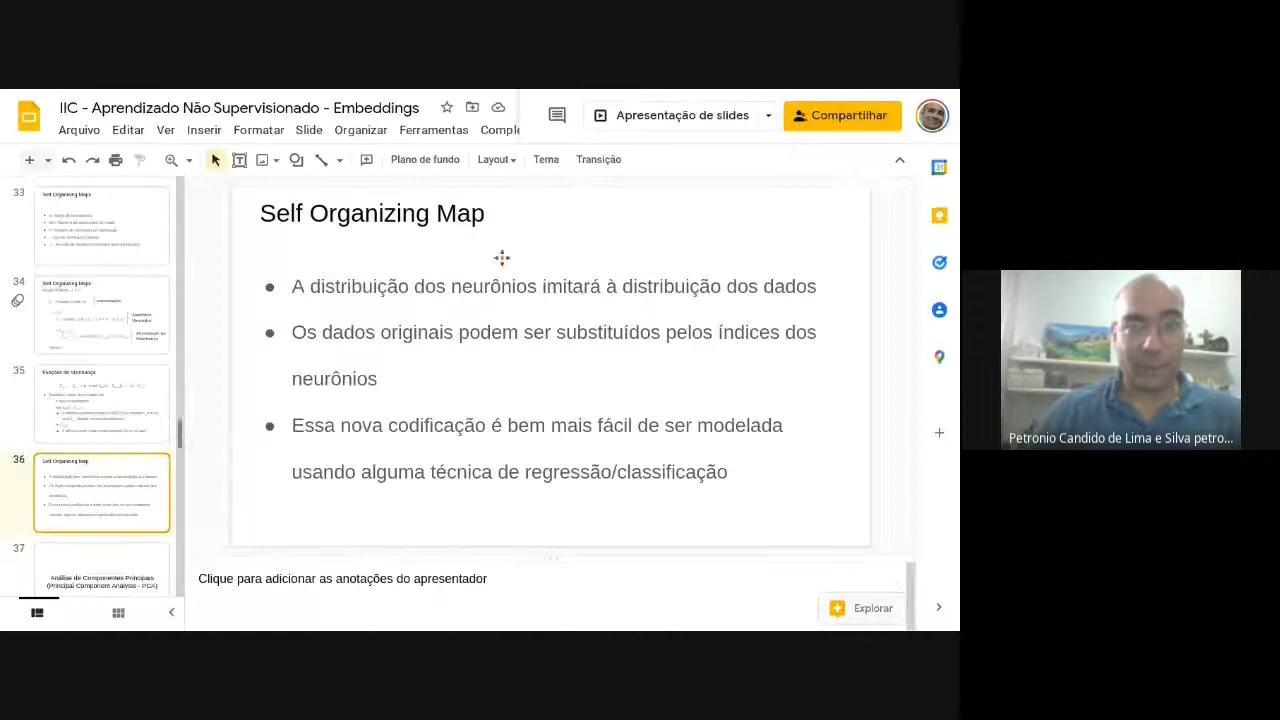 IIC - Aprendizado Não Supervisionado - Embeddings
Arquivo Editar Ver Inserir Formatar Slide Organizar Ferramentas Comple
Apresentação de slides
Compartilhar
Plano de fundo Layout Tema Transição
33
Self Organizing Maps
34
Self Organizing Maps
35
Funções de Vizinhança
36
Self Organizing Map
37
Análise de Componentes Principais
(Principal Component Analysis - PCA)
Self Organizing Map
● A distribuição dos neurônios imitará à distribuição dos dados
● Os dados originais podem ser substituídos pelos índices dos
neurônios
● Essa nova codificação é bem mais fácil de ser modelada
usando alguma técnica de regressão/classificação
Clique para adicionar as anotações do apresentador
Explorar
31
Petronio Candido de Lima e Silva petro...